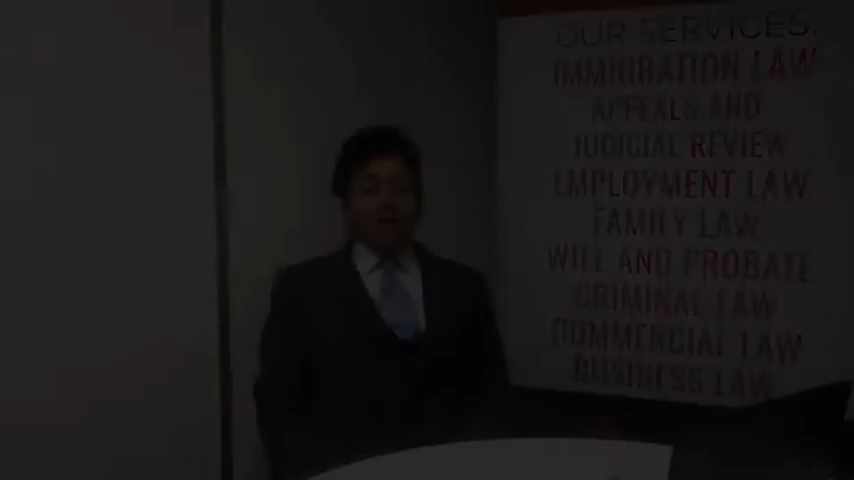 OUR SERVICES:
IMMIGRATION LAW
APPEALS AND
JUDICIAL REVIEW
EMPLOYMENT LAW
FAMILY LAW
WILL AND PROBATE
CRIMINAL LAW
COMMERCIAL LAW
BUSINESS LAW